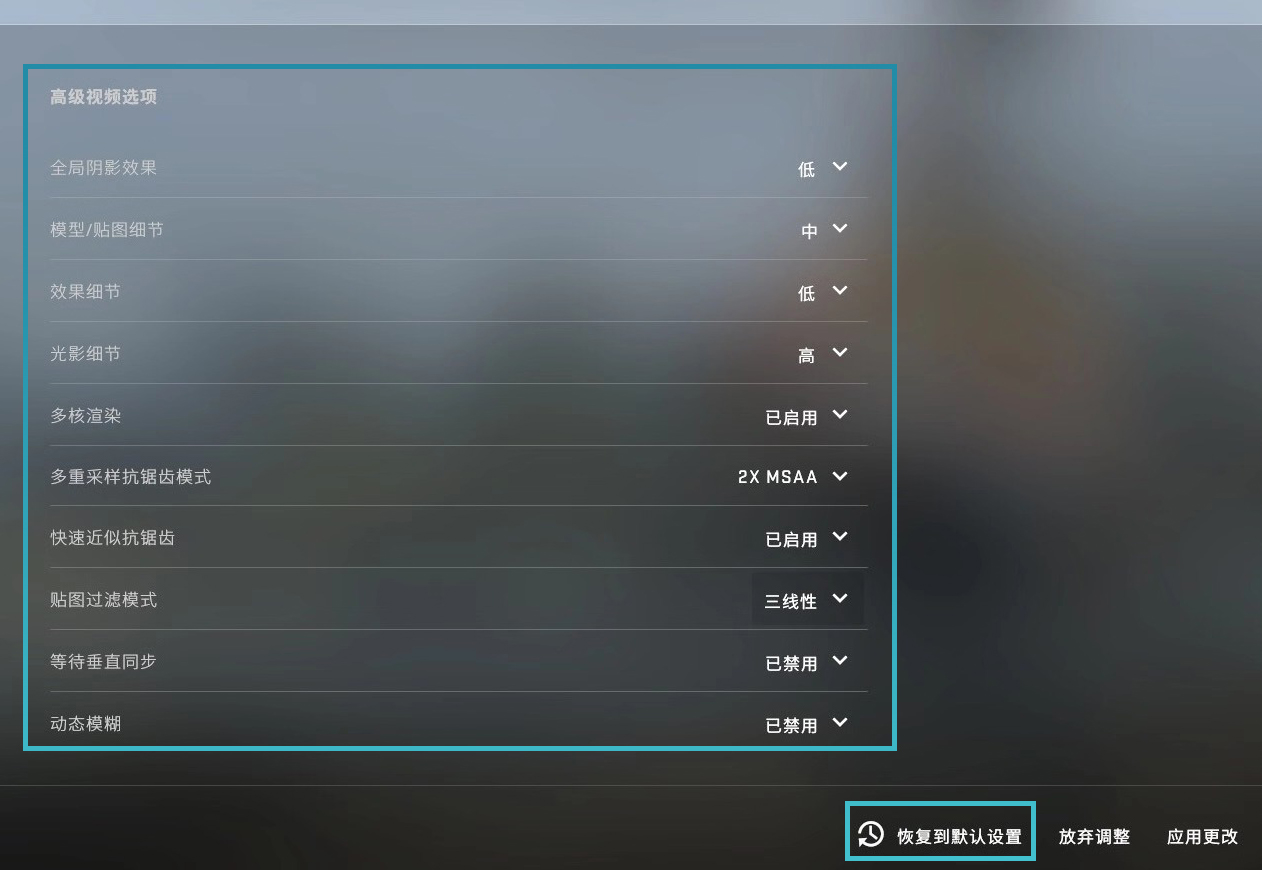 高级视频选项
全局阴影效果 低
模型/贴图细节 中
效果细节 低
光影细节 高
多核渲染 已启用
多重采样抗锯齿模式 2X MSAA
快速近似抗锯齿 已启用
贴图过滤模式 三线性
等待垂直同步 已禁用
动态模糊 已禁用
恢复到默认设置 放弃调整 应用更改